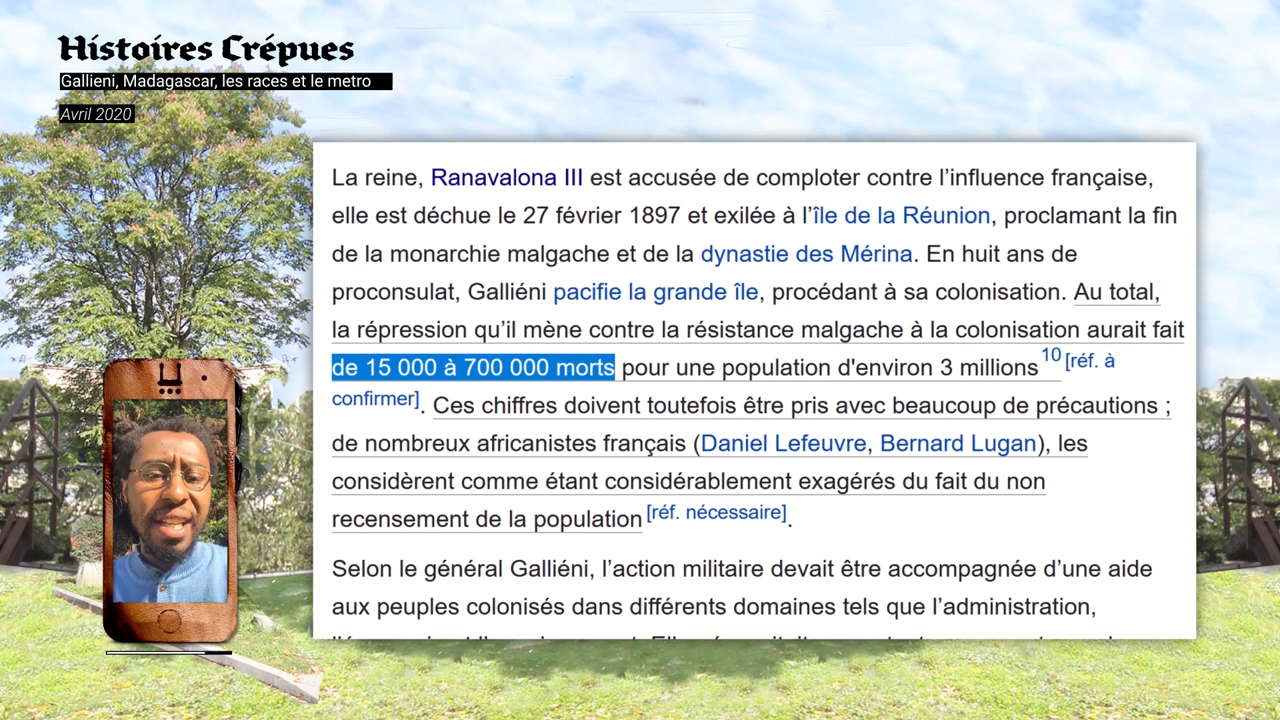 Histoires Crépues
Gallieni, Madagascar, les races et le metro
Avril 2020
La reine, Ranavalona III est accusée de comploter contre l’influence française,
elle est déchue le 27 février 1897 et exilée à l’île de la Réunion, proclamant la fin
de la monarchie malgache et de la dynastie des Mérina. En huit ans de
proconsulat, Galliéni pacifie la grande île, procédant à sa colonisation. Au total,
la répression qu’il mène contre la résistance malgache à la colonisation aurait fait
de 15 000 à 700 000 morts pour une population d'environ 3 millions 10 [réf. à
confirmer]. Ces chiffres doivent toutefois être pris avec beaucoup de précautions ;
de nombreux africanistes français (Daniel Lefeuvre, Bernard Lugan), les
considèrent comme étant considérablement exagérés du fait du non
recensement de la population [réf. nécessaire].
Selon le général Galliéni, l’action militaire devait être accompagnée d’une aide
aux peuples colonisés dans différents domaines tels que l’administration,